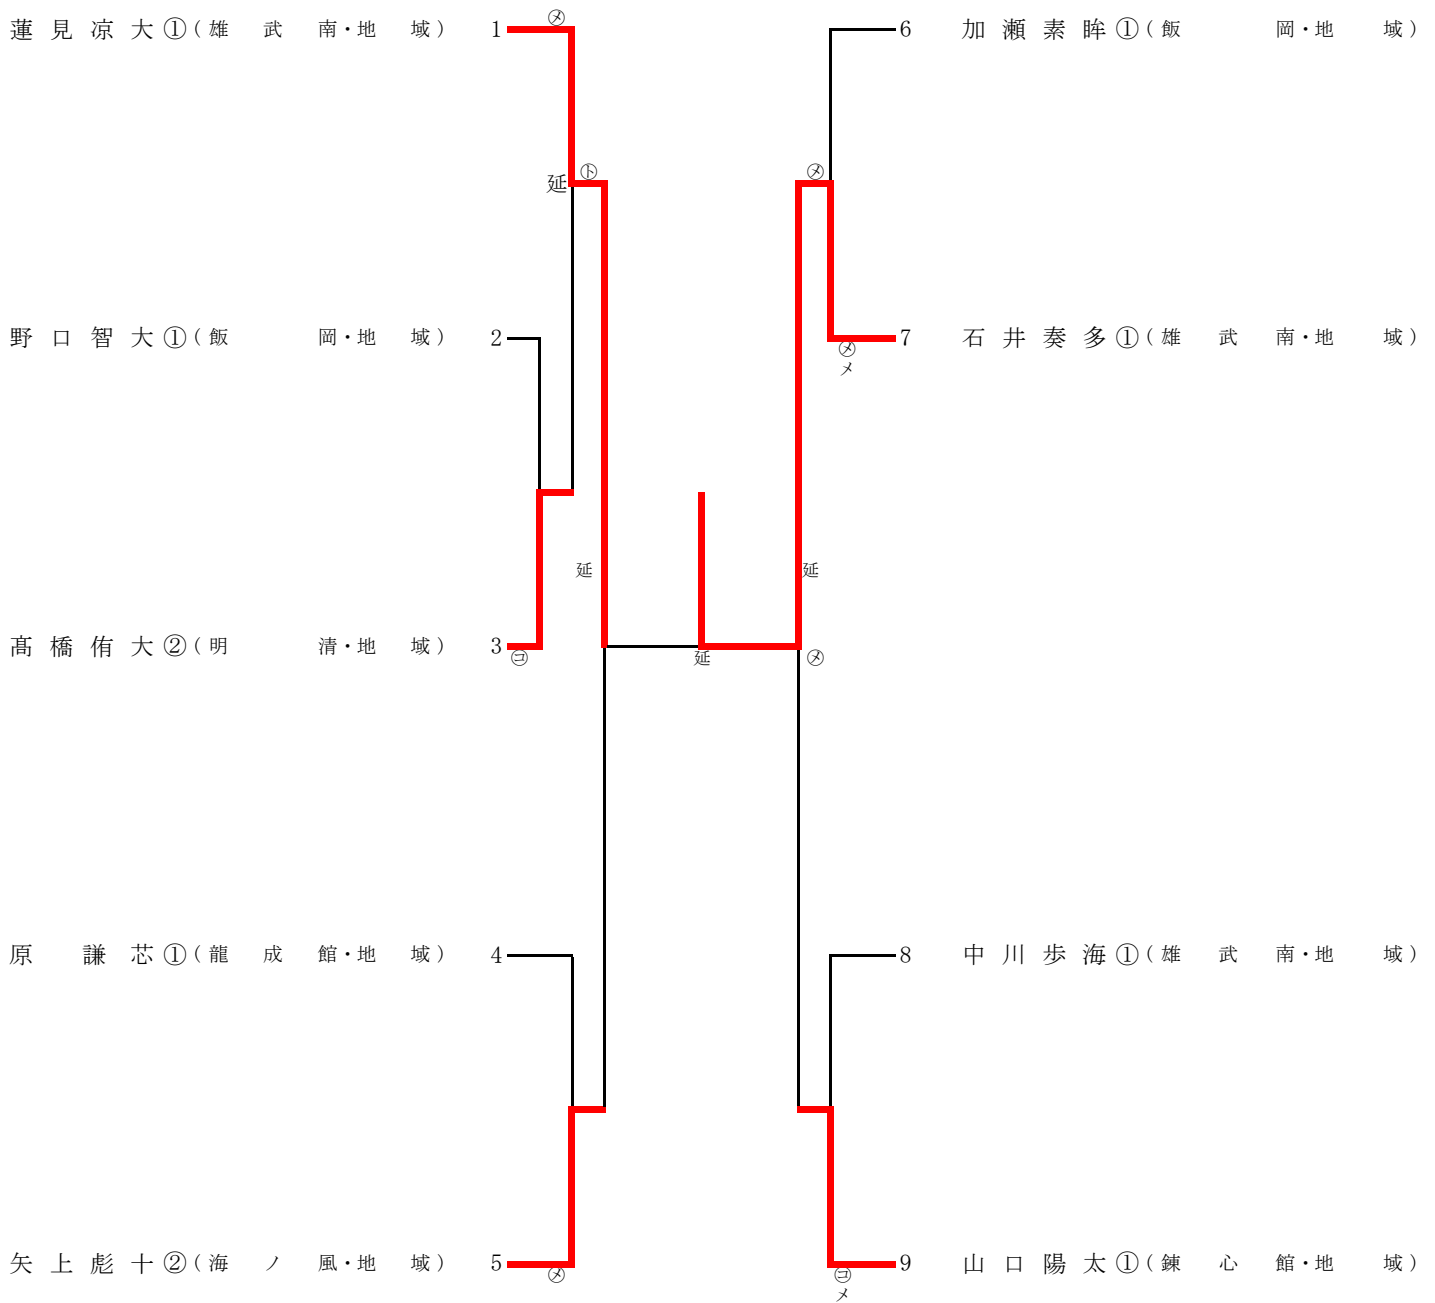 蓮見凉大①(雄武南・地域) 1
㋱
6 加瀬素眸①(飯岡・地域)
延
㋣
㋱
野口智大①(飯岡・地域) 2
7 石井奏多①(雄武南・地域)
㋱
メ
延
延
髙橋侑大②(明清・地域) 3
㋙
延
㋱
原謙芯①(龍成館・地域) 4
8 中川歩海①(雄武南・地域)
矢上彪十②(海ノ風・地域) 5
㋱
9 山口陽太①(錬心館・地域)
㋙
メ